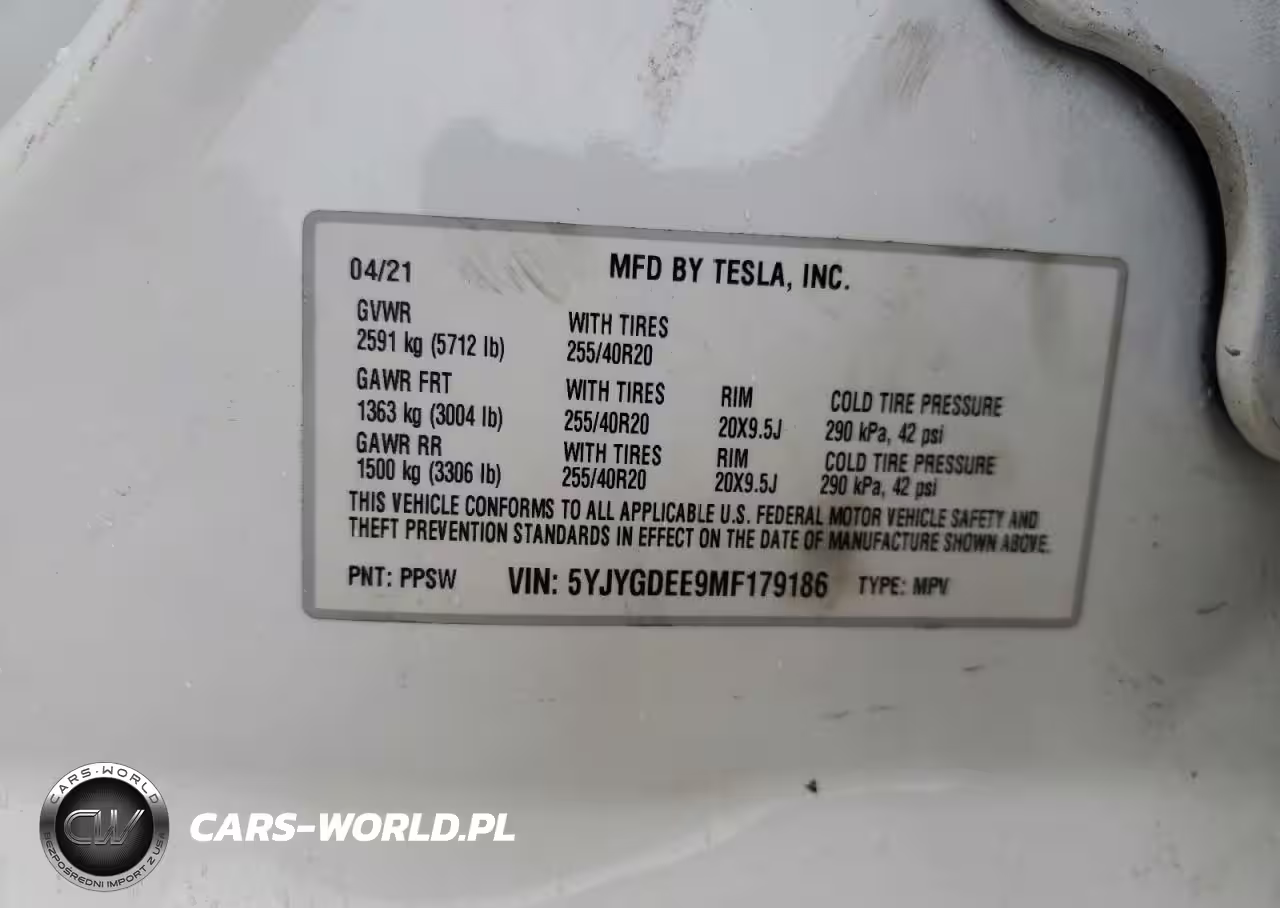 04/21 MFD BY TESLA, INC.
GVWR WITH TIRES
2591 kg (5712 lb) 255/40R20
GAWR FRT WITH TIRES RIM COLD TIRE PRESSURE
1363 kg (3004 lb) 255/40R20 20X9.5J 290 kPa, 42 psi
GAWR RR WITH TIRES RIM COLD TIRE PRESSURE
1500 kg (3306 lb) 255/40R20 20X9.5J 290 kPa, 42 psi
THIS VEHICLE CONFORMS TO ALL APPLICABLE U.S. FEDERAL MOTOR VEHICLE SAFETY AND
THEFT PREVENTION STANDARDS IN EFFECT ON THE DATE OF MANUFACTURE SHOWN ABOVE.
PNT: PPSW VIN: 5YJYGDEE9MF179186 TYPE: MPV
CARS-WORLD
CW
BEZPOŚREDNI IMPORT Z USA
CARS-WORLD.PL